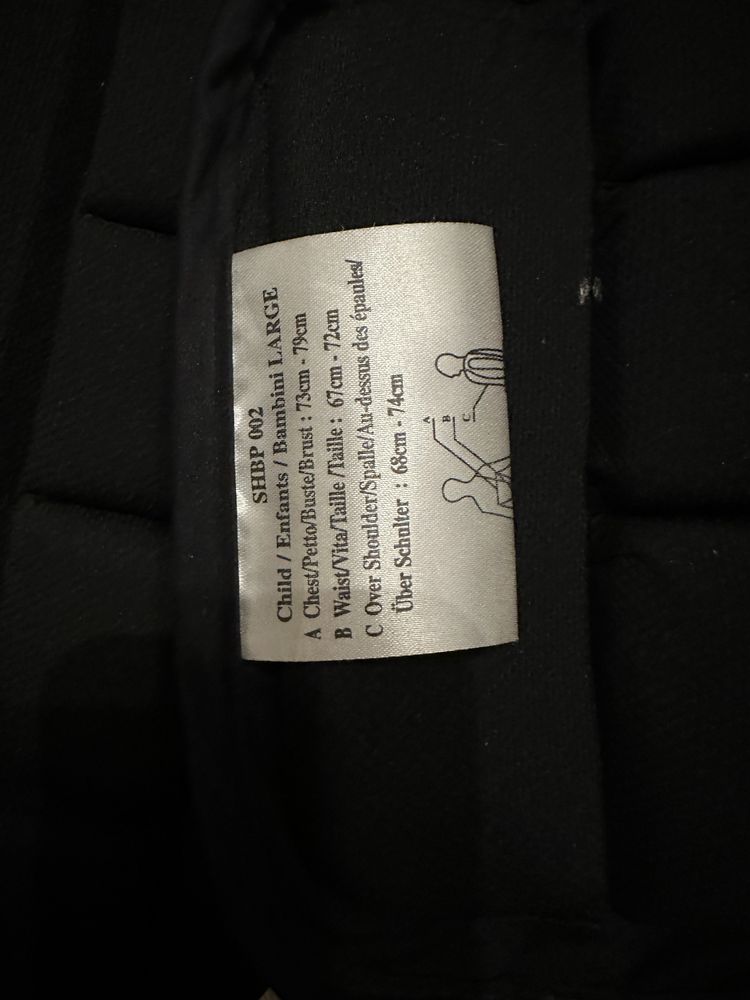 SHBP 002
Child / Enfants / Bambini LARGE
A Chest/Petto/Buste/Brust : 73cm - 79cm
B Waist/Vita/Taille /Taille : 67cm - 72cm
C Over Shoulder/Spalle/Au-dessus des épaules/
Über Schulter : 68cm - 74cm
A
B
C